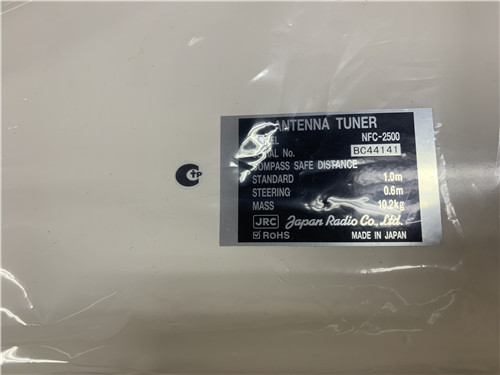 ANTENNA TUNER
NFC-2500
No. BC44141
COMPASS SAFE DISTANCE
STANDARD 1.0m
STEERING 0.6m
MASS 10.2kg
JRC Japan Radio Co., Ltd.
RoHS MADE IN JAPAN